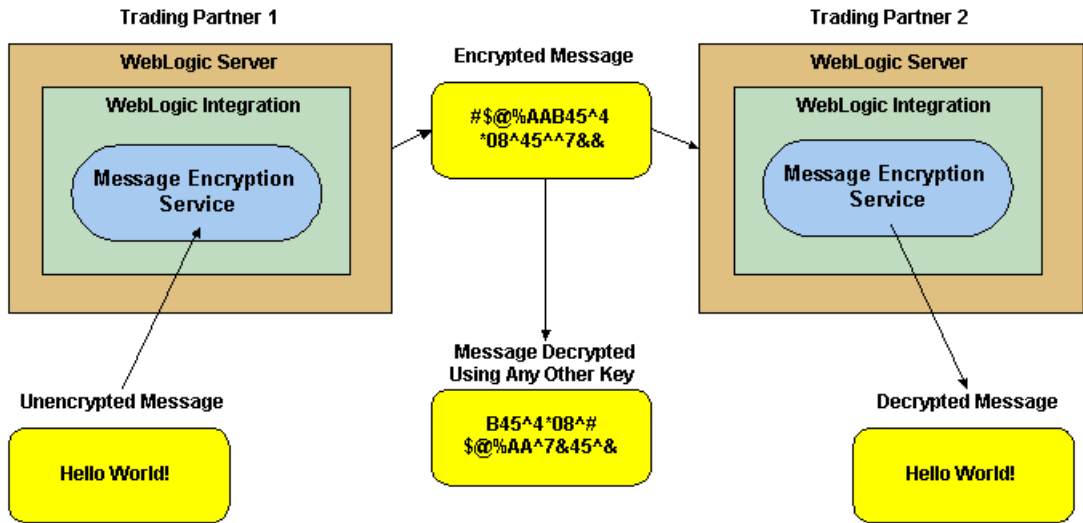 Trading Partner 1
WebLogic Server
WebLogic Integration
Message Encryption
Service
Unencrypted Message
Hello World!
Encrypted Message
#$@%AAB45^4
*08^45^^7&&
Message Decrypted
Using Any Other Key
B45^4*08^#
$@%AA^7&45^&
Trading Partner 2
WebLogic Server
WebLogic Integration
Message Encryption
Service
Decrypted Message
Hello World!